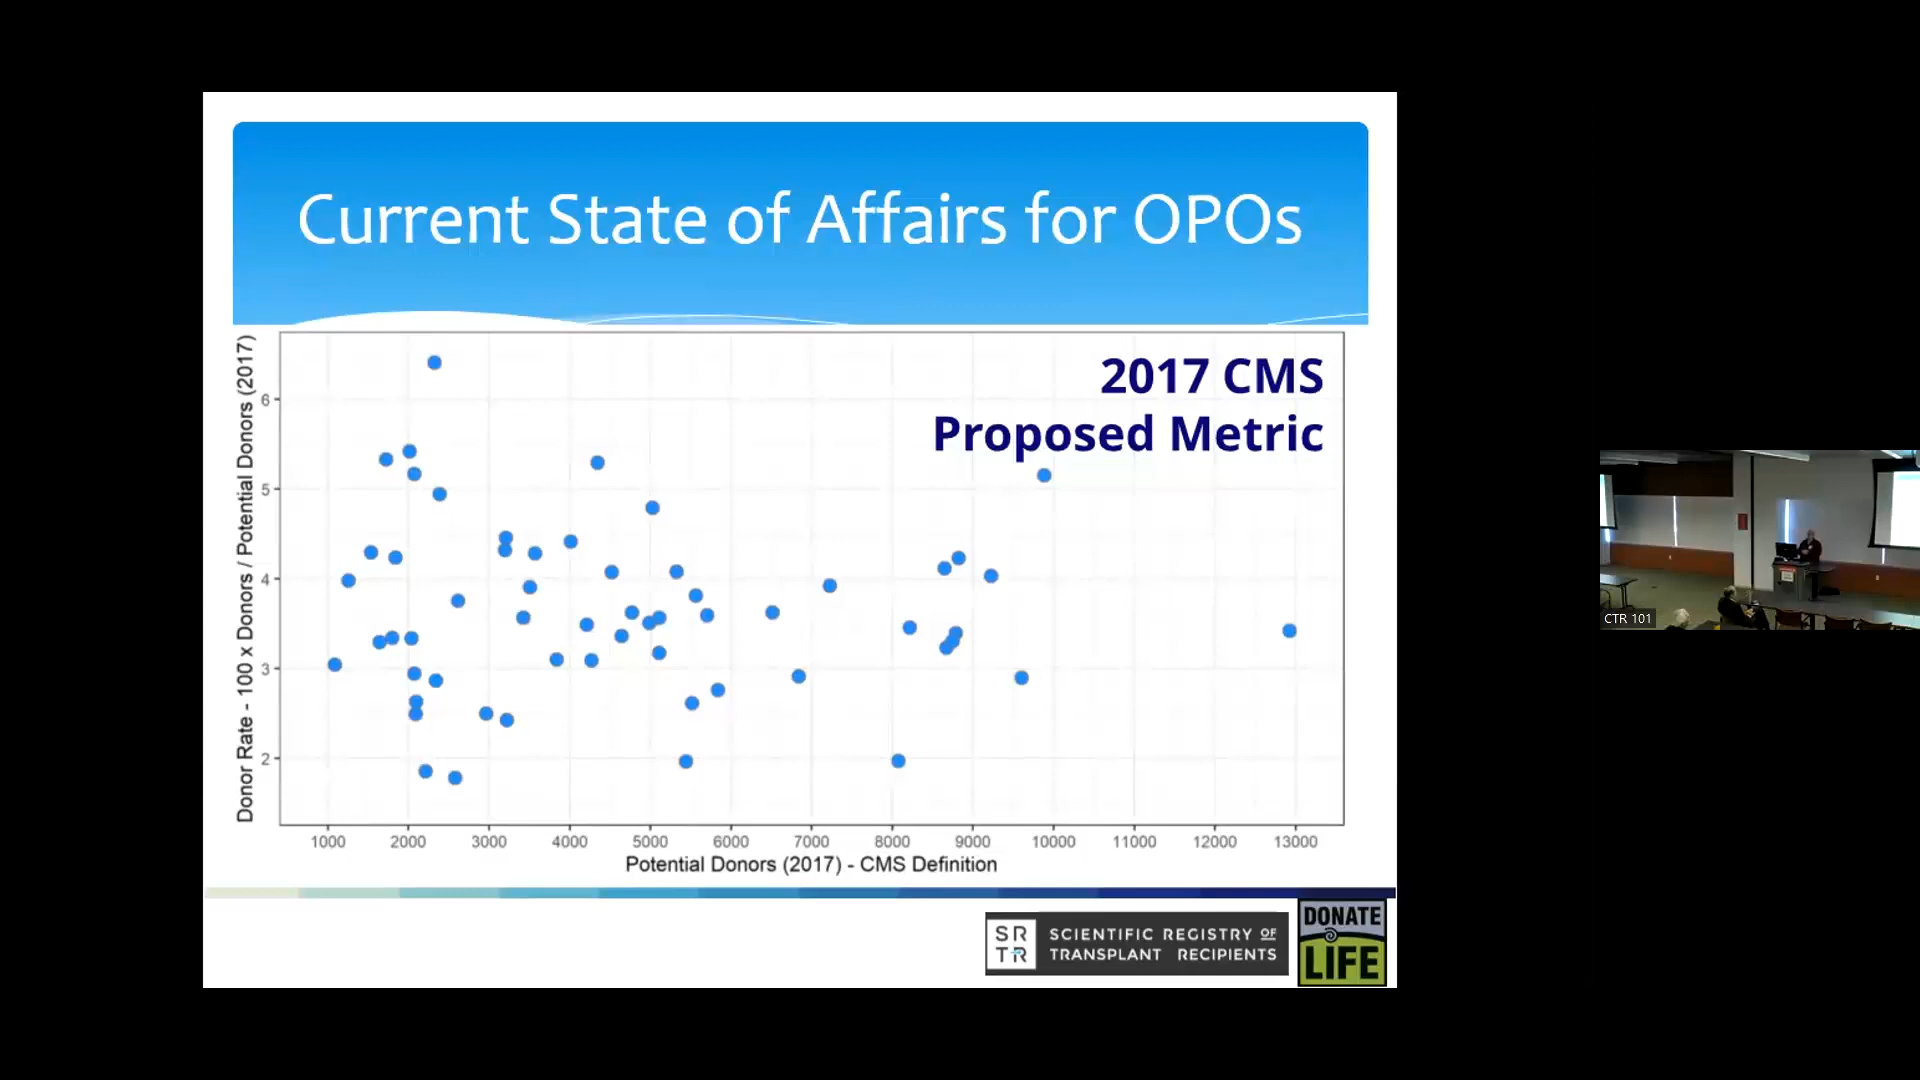 Current State of Affairs for OPOs
2017 CMS
Proposed Metric
Donor Rate - 100 x Donors / Potential Donors (2017)
6
5
4
3
2
1000 2000 3000 4000 5000 6000 7000 8000 9000 10000 11000 12000 13000
Potential Donors (2017) - CMS Definition
SR
TR
SCIENTIFIC REGISTRY OF
TRANSPLANT RECIPIENTS
DONATE
LIFE
CTR 101